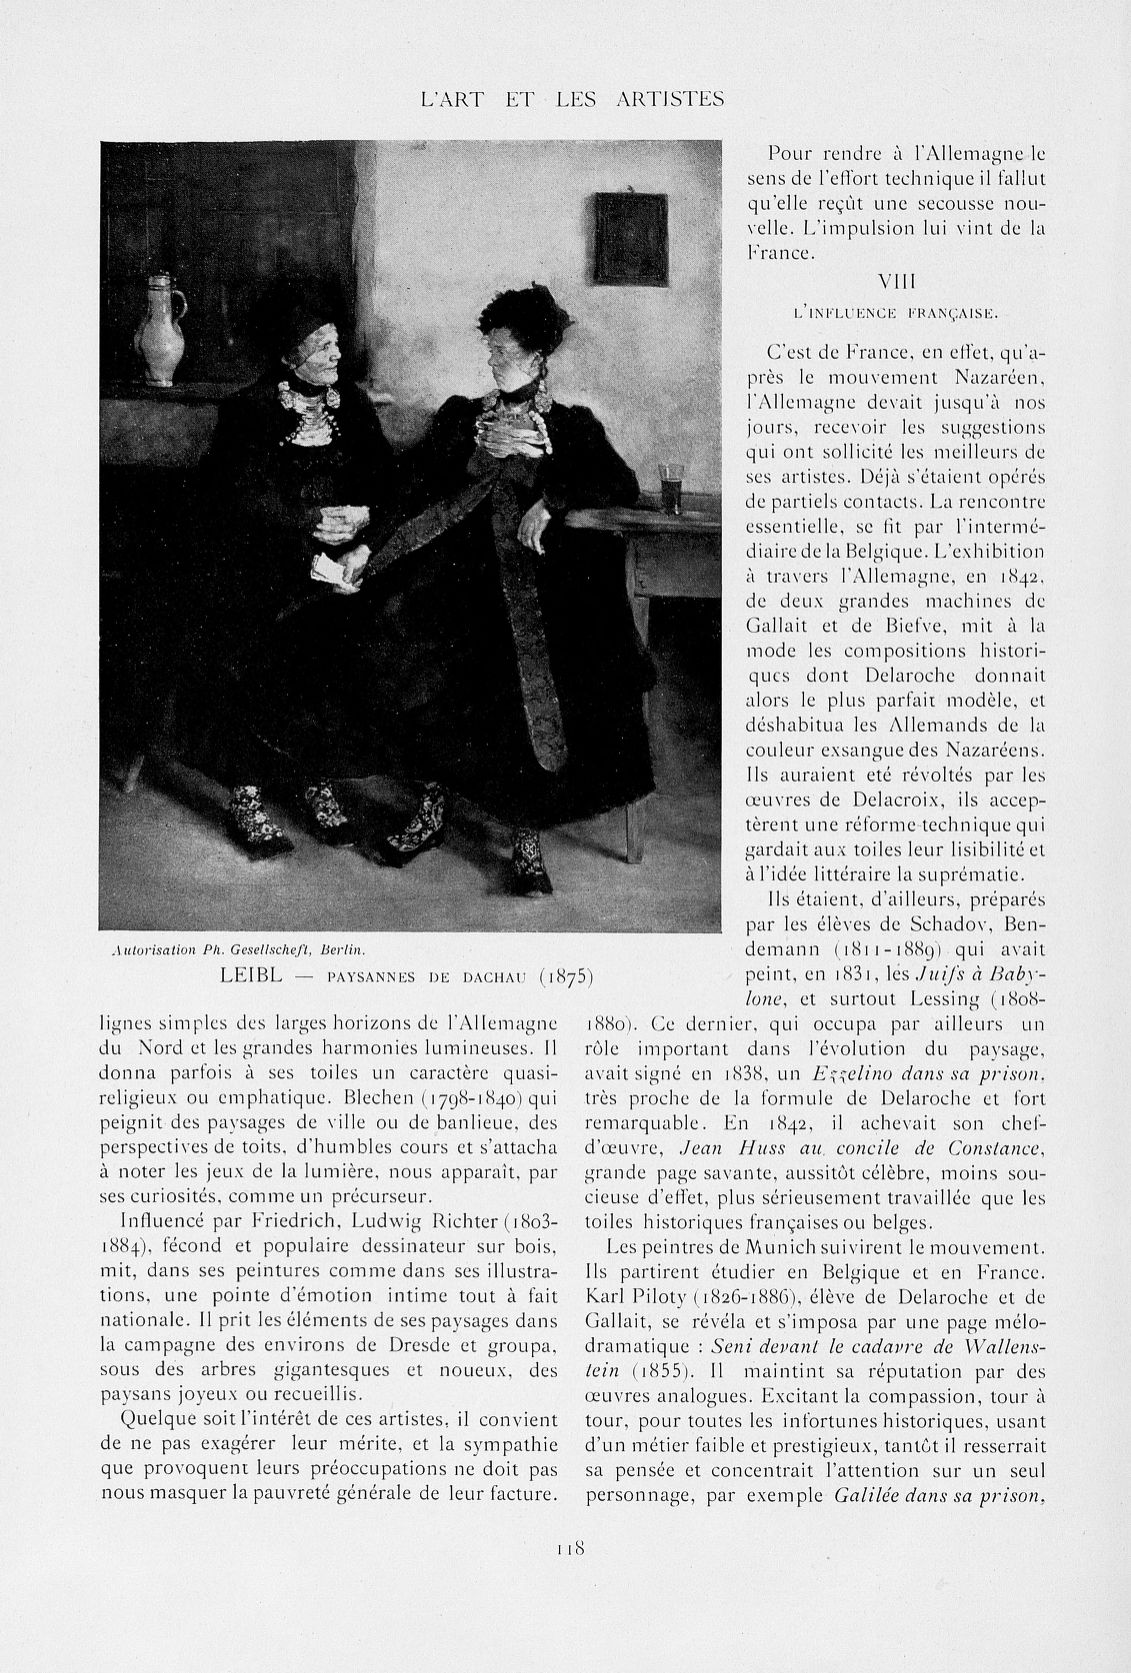 L'ART ET LES ARTISTES
Autorisation Ph. Gesellscheft, Berlin.
LEIBL — PAYSANNES DE DACHAU (1875)
lignes simples des larges horizons de l'Allemagne
du Nord et les grandes harmonies lumineuses. Il
donna parfois à ses toiles un caractère quasi-
religieux ou emphatique. Blechen (1798-1840) qui
peignit des paysages de ville ou de banlieue, des
perspectives de toits, d'humbles cours et s'attacha
à noter les jeux de la lumière, nous apparaît, par
ses curiosités, comme un précurseur.
Influencé par Friedrich, Ludwig Richter (1803-
1884), fécond et populaire dessinateur sur bois,
mit, dans ses peintures comme dans ses illustra-
tions, une pointe d'émotion intime tout à fait
nationale. Il prit les éléments de ses paysages dans
la campagne des environs de Dresde et groupa,
sous des arbres gigantesques et noueux, des
paysans joyeux ou recueillis.
Quelque soit l'intérêt de ces artistes, il convient
de ne pas exagérer leur mérite, et la sympathie
que provoquent leurs préoccupations ne doit pas
nous masquer la pauvreté générale de leur facture.
Pour rendre à l'Allemagne le
sens de l'effort technique il fallut
qu'elle reçût une secousse nou-
velle. L'impulsion lui vint de la
France.
VIII
L'INFLUENCE FRANÇAISE.
C'est de France, en effet, qu'a-
près le mouvement Nazaréen,
l'Allemagne devait jusqu'à nos
jours, recevoir les suggestions
qui ont sollicité les meilleurs de
ses artistes. Déjà s'étaient opérés
de partiels contacts. La rencontre
essentielle, se fit par l'intermé-
diaire de la Belgique. L'exhibition
à travers l'Allemagne, en 1842,
de deux grandes machines de
Gallait et de Biefve, mit à la
mode les compositions histori-
ques dont Delaroche donnait
alors le plus parfait modèle, et
déshabitua les Allemands de la
couleur exsangue des Nazaréens.
Ils auraient eté révoltés par les
œuvres de Delacroix, ils accep-
tèrent une réforme technique qui
gardait aux toiles leur lisibilité et
à l'idée littéraire la suprématie.
Ils étaient, d'ailleurs, préparés
par les élèves de Schadov, Ben-
demann (1811-1889) qui avait
peint, en 1831, les Juifs à Baby-
lone, et surtout Lessing (1808-
1880). Ce dernier, qui occupa par ailleurs un
rôle important dans l'évolution du paysage,
avait signé en 1838, un Ezzelino dans sa prison,
très proche de la formule de Delaroche et fort
remarquable. En 1842, il achevait son chef-
d'œuvre, Jean Huss au concile de Constance,
grande page savante, aussitôt célèbre, moins sou-
cieuse d'effet, plus sérieusement travaillée que les
toiles historiques françaises ou belges.
Les peintres de Munich suivirent le mouvement.
Ils partirent étudier en Belgique et en France.
Karl Piloty (1826-1886), élève de Delaroche et de
Gallait, se révéla et s'imposa par une page mélo-
dramatique : Seni devant le cadavre de Wallens-
tein (1855). Il maintint sa réputation par des
œuvres analogues. Excitant la compassion, tour à
tour, pour toutes les infortunes historiques, usant
d'un métier faible et prestigieux, tantôt il resserrait
sa pensée et concentrait l'attention sur un seul
personnage, par exemple Galilée dans sa prison,
118